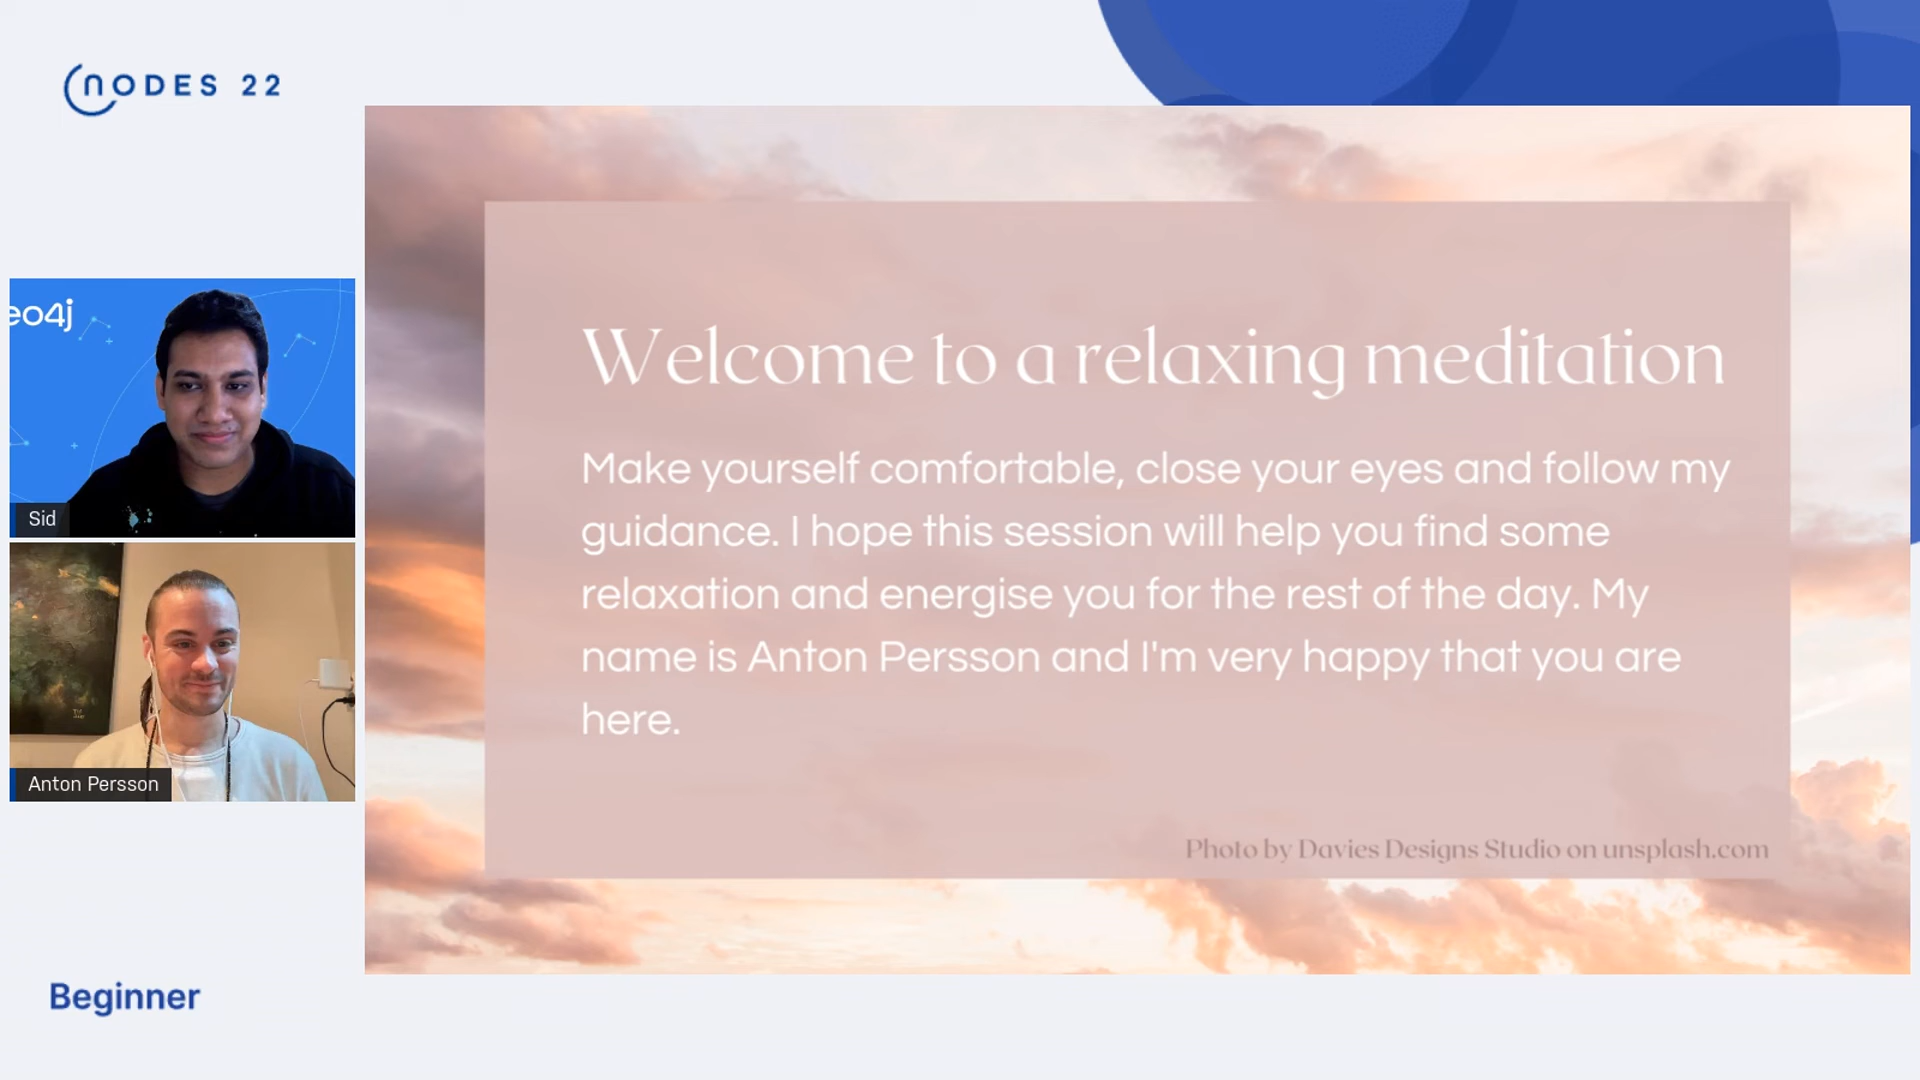 NODES 22
eo4j
Sid
Anton Persson
Welcome to a relaxing meditation
Make yourself comfortable, close your eyes and follow my
guidance. I hope this session will help you find some
relaxation and energise you for the rest of the day. My
name is Anton Persson and I'm very happy that you are
here.
Photo by Davies Designs Studio on unsplash.com
Beginner